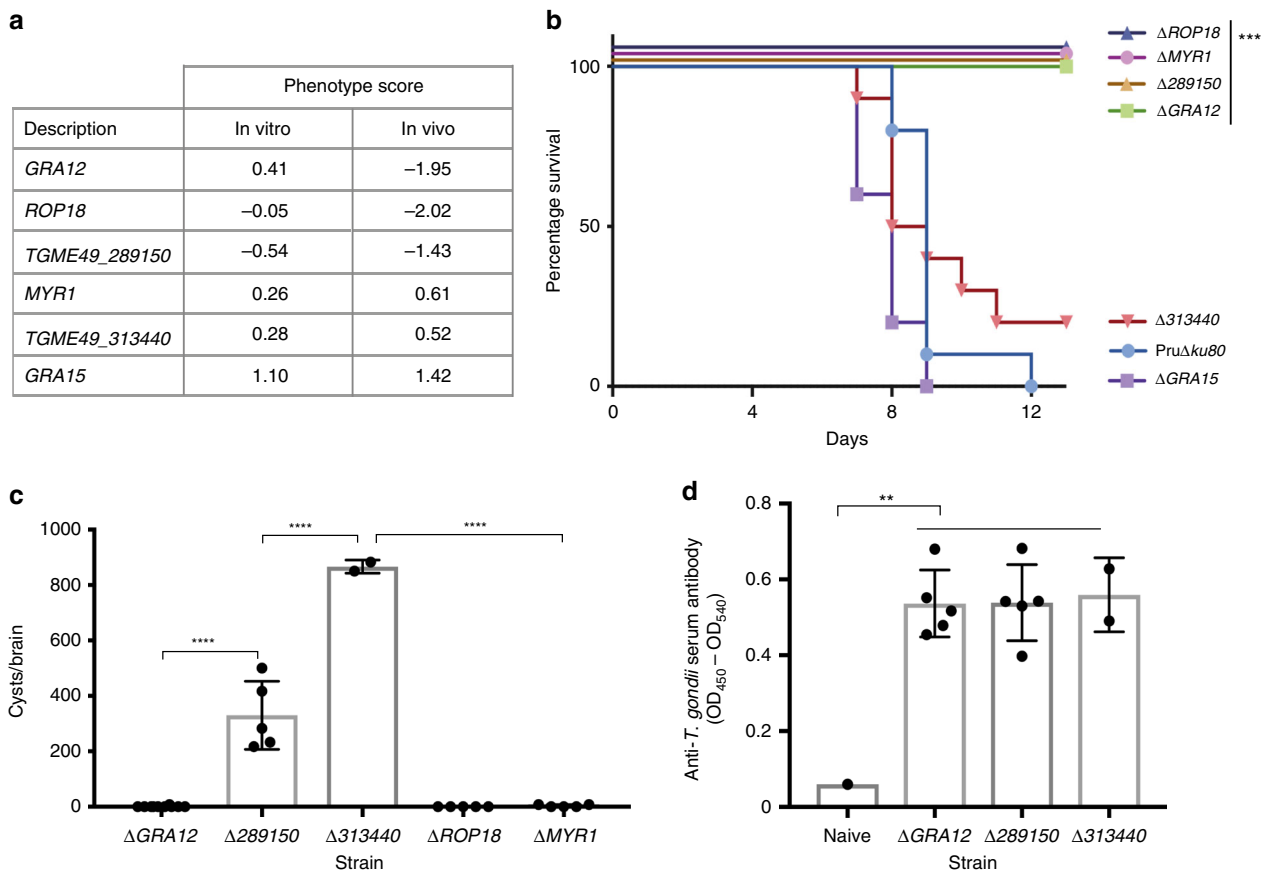 a
Phenotype score
Description In vitro In vivo
GRA12 0.41 –1.95
ROP18 –0.05 –2.02
TGME49_289150 –0.54 –1.43
MYR1 0.26 0.61
TGME49_313440 0.28 0.52
GRA15 1.10 1.42
b
Percentage survival
100
50
0
0 4 8 12
Days
ΔROP18
ΔMYR1
Δ289150
ΔGRA12
***
Δ313440
PruΔku80
ΔGRA15
c
Cysts/brain
1000
800
600
400
200
0
****
****
****
ΔGRA12 Δ289150 Δ313440 ΔROP18 ΔMYR1
Strain
d
Anti-T. gondii serum antibody
(OD450 – OD540)
0.8
0.6
0.4
0.2
0
**
Naive ΔGRA12 Δ289150 Δ313440
Strain